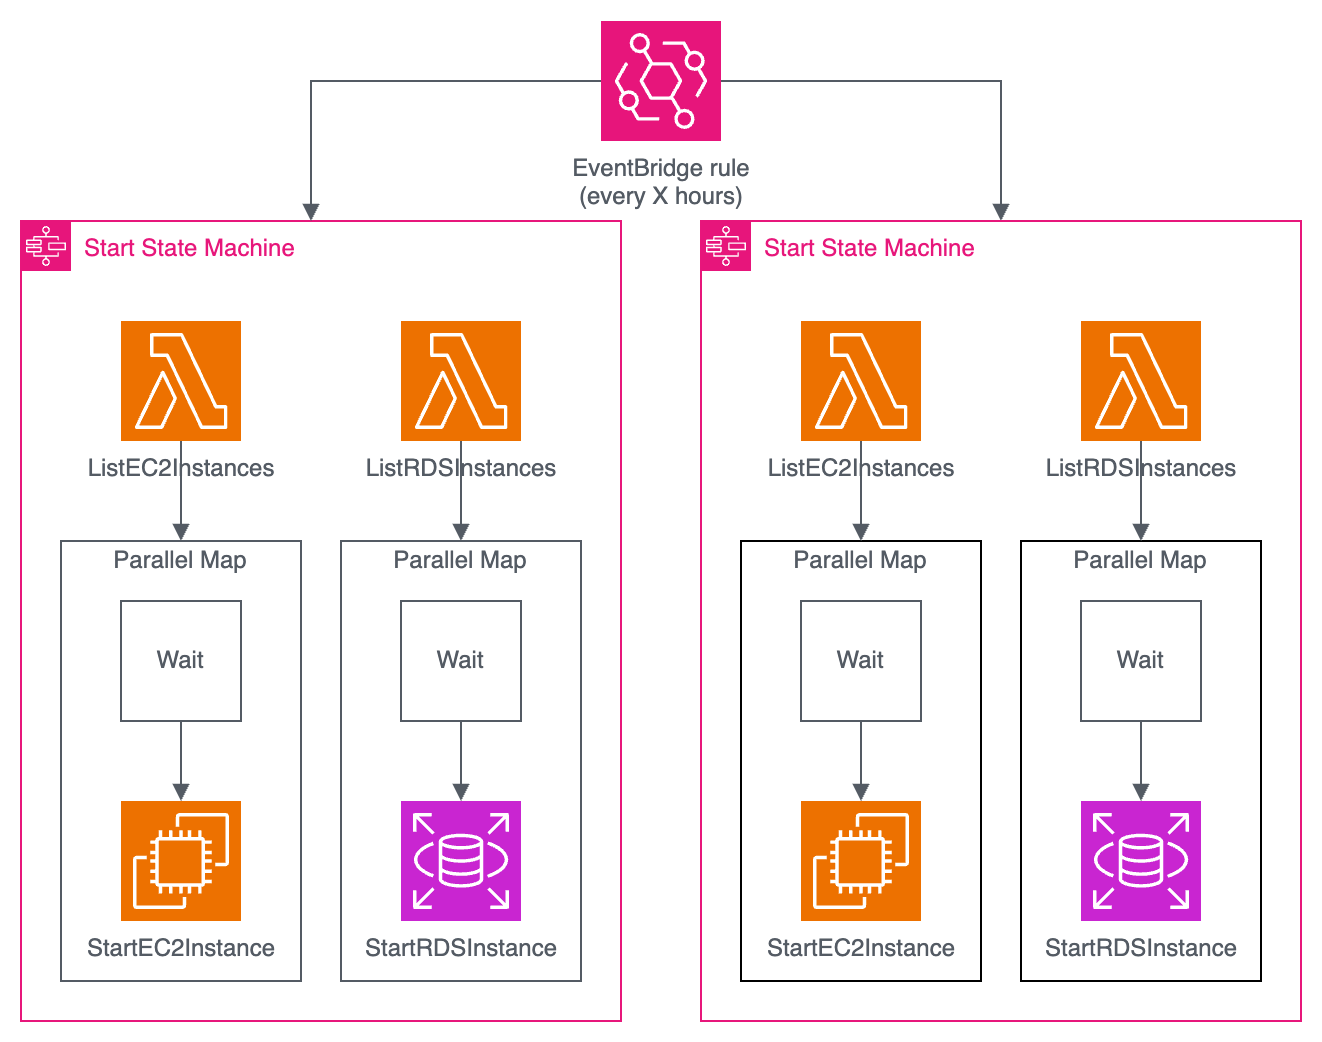 EventBridge rule
(every X hours)
Start State Machine
ListEC2Instances
ListRDSInstances
Parallel Map
Parallel Map
Wait
Wait
StartEC2Instance
StartRDSInstance
Start State Machine
ListEC2Instances
ListRDSInstances
Parallel Map
Parallel Map
Wait
Wait
StartEC2Instance
StartRDSInstance